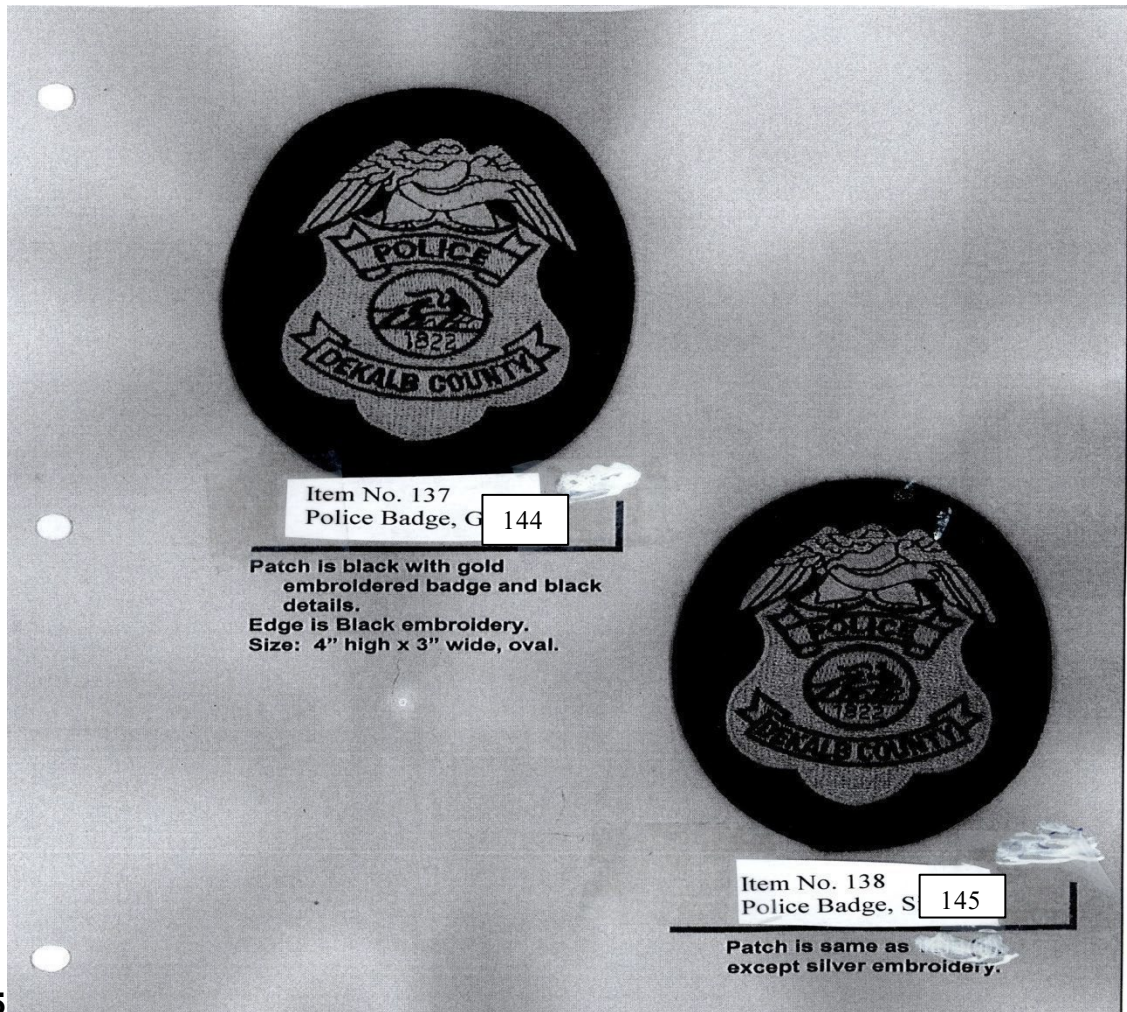 POLICE
1822
DEKALB COUNTY
Item No. 137
Police Badge, G
144
Patch is black with gold
embroidered badge and black
details.
Edge is Black embroidery.
Size: 4” high x 3” wide, oval.
POLICE
1822
DEKALB COUNTY
Item No. 138
Police Badge, S
145
Patch is same as
except silver embroidery.
5